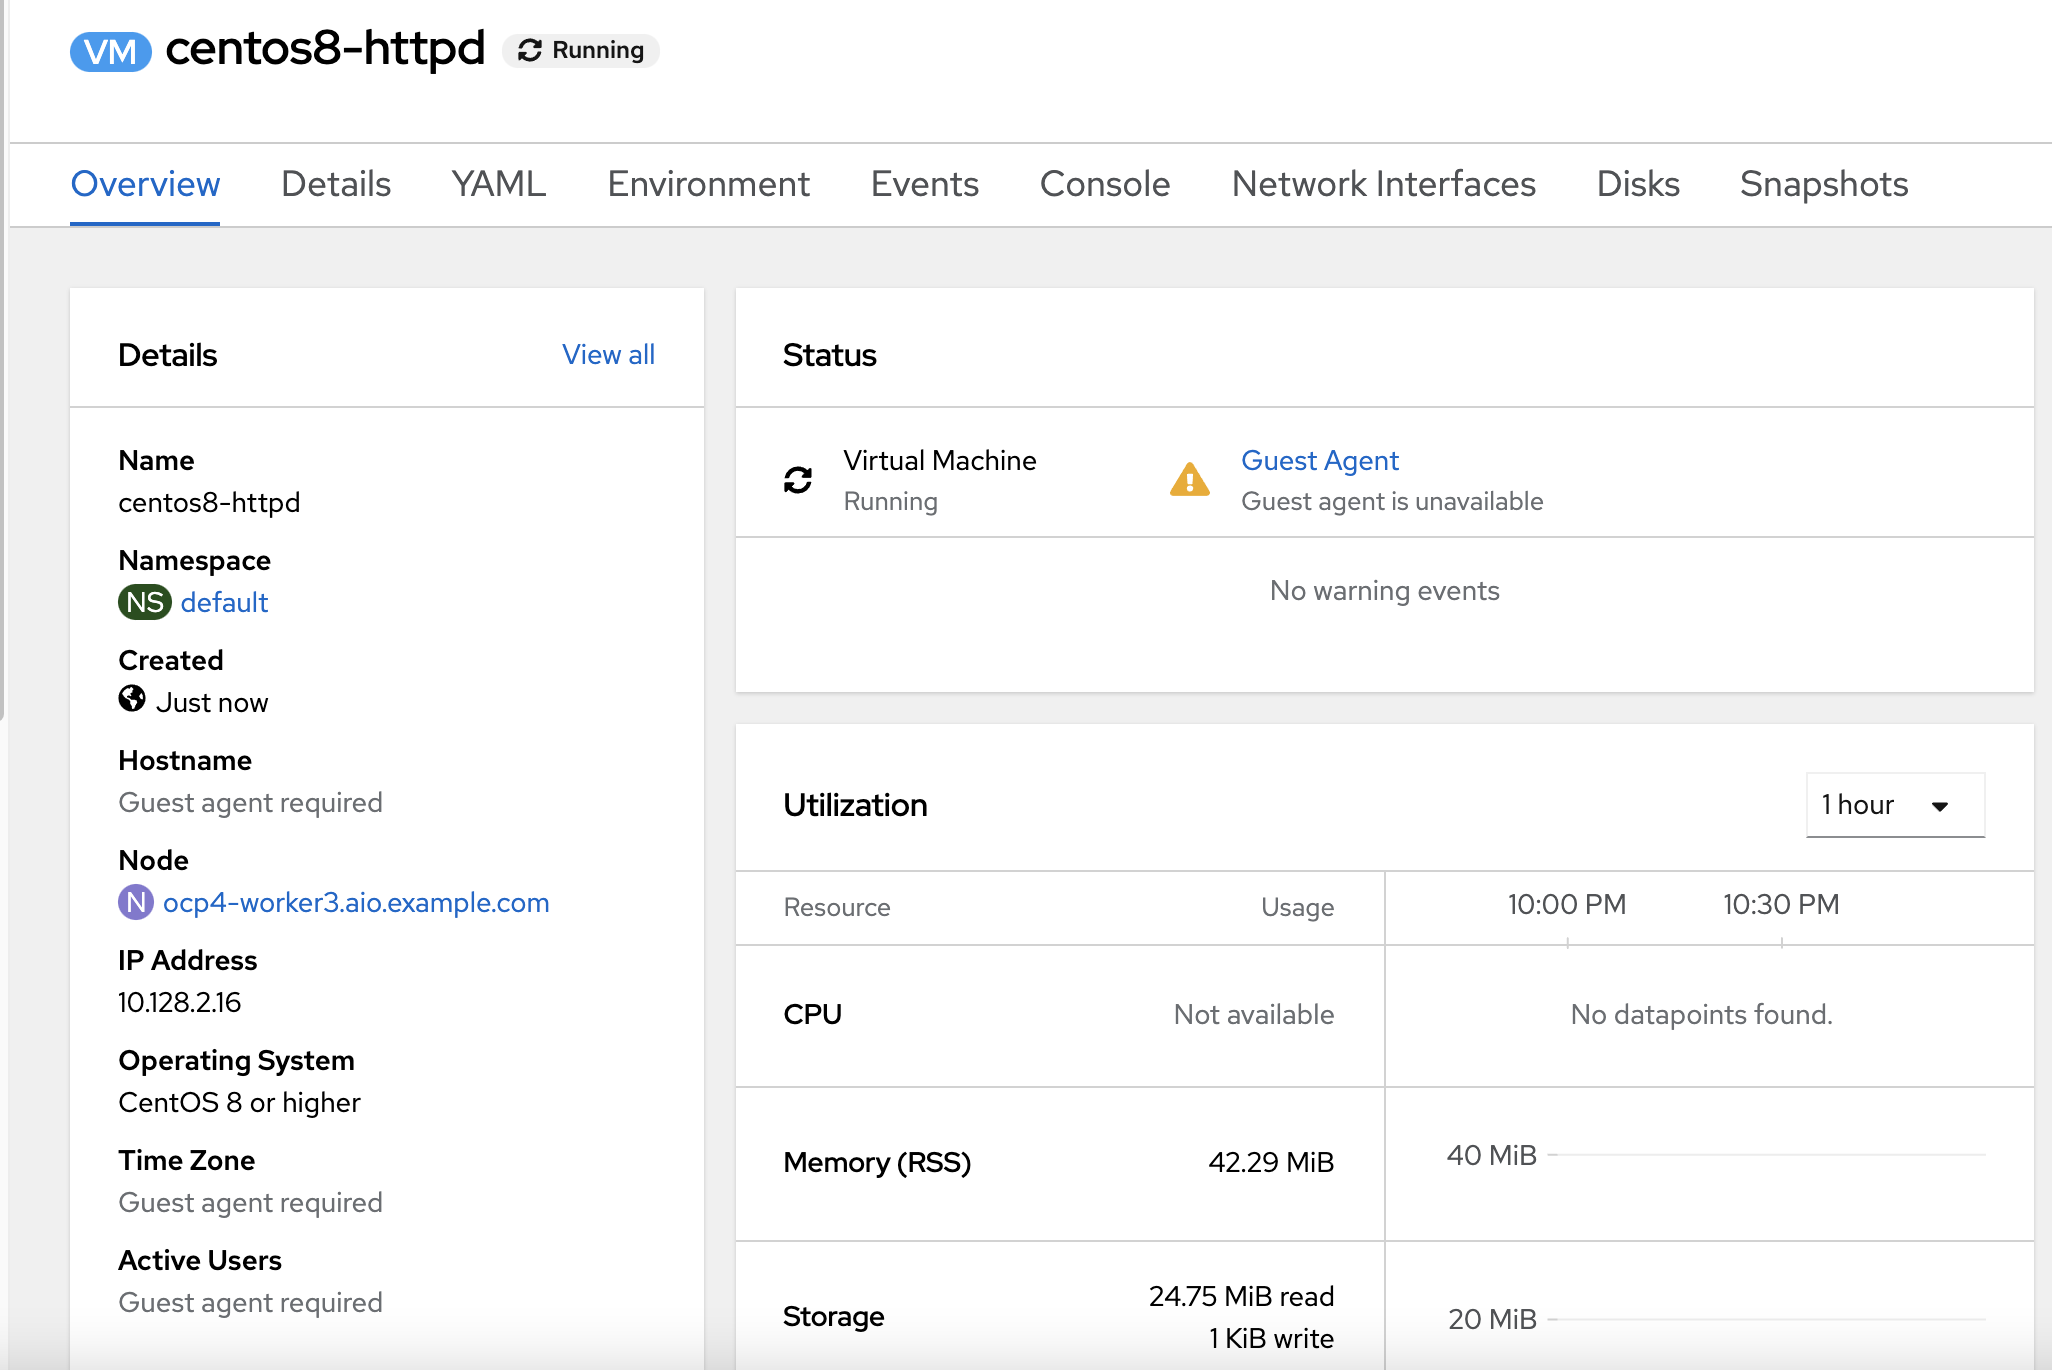 VM centos8-httpd Running
Overview Details YAML Environment Events Console Network Interfaces Disks Snapshots
Details View all
Name
centos8-httpd
Namespace
NS default
Created
Just now
Hostname
Guest agent required
Node
N ocp4-worker3.aio.example.com
IP Address
10.128.2.16
Operating System
CentOS 8 or higher
Time Zone
Guest agent required
Active Users
Guest agent required
Status
Virtual Machine
Running
Guest Agent
Guest agent is unavailable
No warning events
Utilization 1 hour
Resource Usage 10:00 PM 10:30 PM
CPU Not available No datapoints found.
Memory (RSS) 42.29 MiB 40 MiB
Storage 24.75 MiB read
1 KiB write
20 MiB